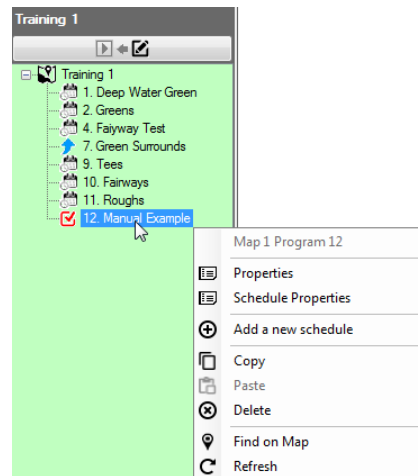 Training 1
Training 1
1. Deep Water Green
2. Greens
4. Faiyway Test
7. Green Surrounds
9. Tees
10. Fairways
11. Roughs
12. Manual Example
Map 1 Program 12
Properties
Schedule Properties
Add a new schedule
Copy
Paste
Delete
Find on Map
Refresh